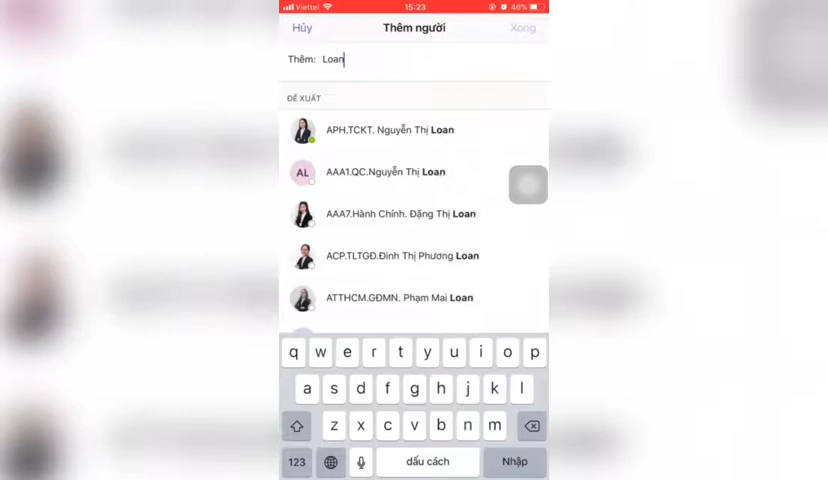 Viettel 15:23 46%
Hủy Thêm người Xong
Thêm: Loan
ĐỀ XUẤT
APH.TCKT. Nguyễn Thị Loan
AL AAA1.QC.Nguyễn Thị Loan
AAA7.Hành Chính. Đặng Thị Loan
ACP.TLTGĐ.Đinh Thị Phương Loan
ATTHCM.GĐMN. Phạm Mai Loan
q w e r t y u i o p
a s d f g h j k l
z x c v b n m
123 dấu cách Nhập